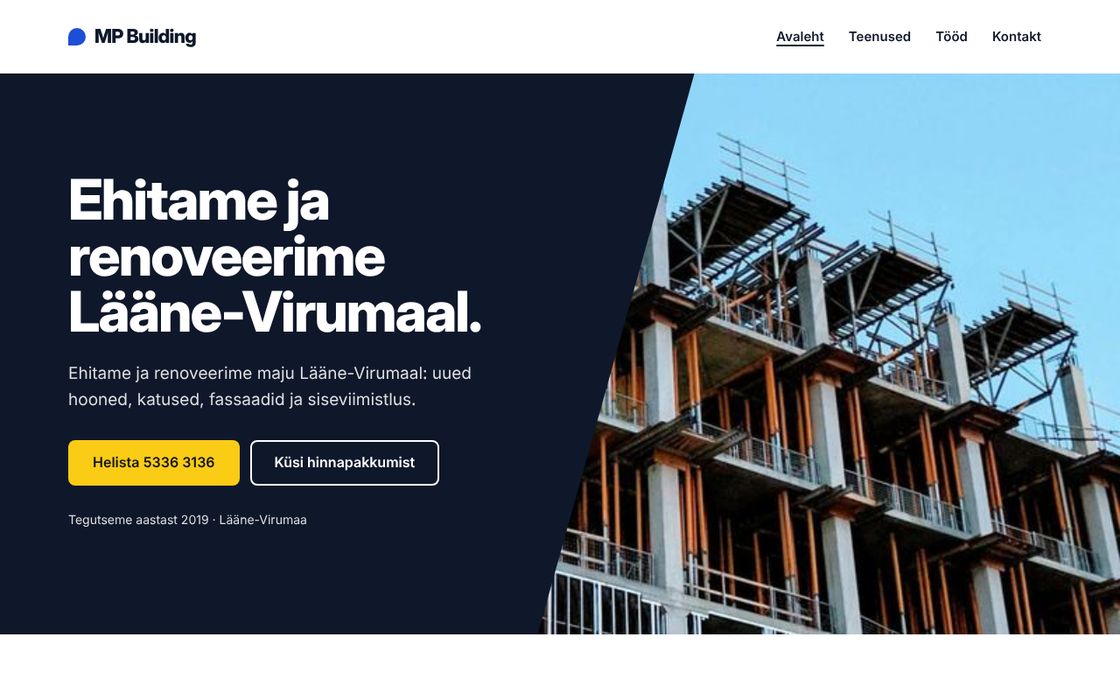 MP Building
Avaleht
Teenused
Tööd
Kontakt
Ehitame ja
renoveerime
Lääne-Virumaal.
Ehitame ja renoveerime maju Lääne-Virumaal: uued
hooned, katused, fassaadid ja siseviimistlus.
Helista 5336 3136
Küsi hinnapakkumist
Tegutseme aastast 2019 · Lääne-Virumaa